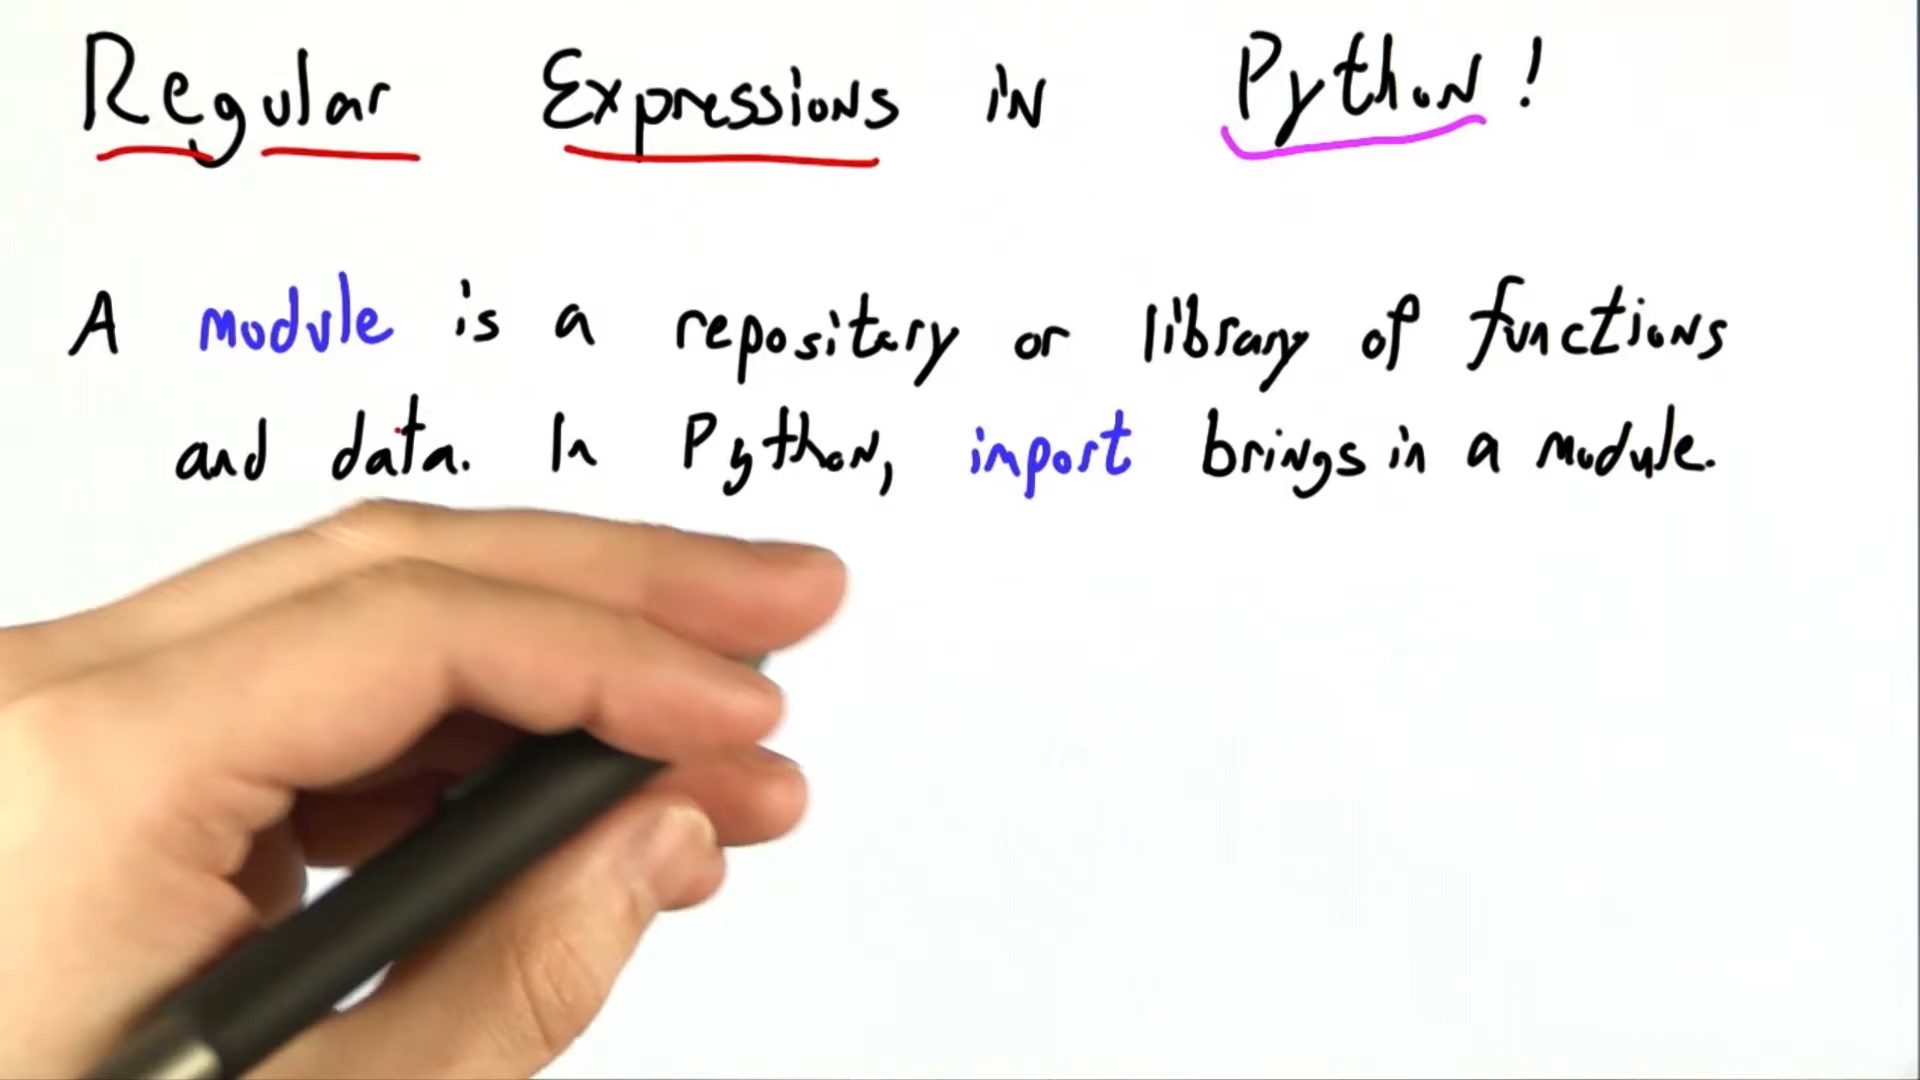 Regular Expressions in Python!
A module is a repository or library of functions
and data. In Python, import brings in a module.